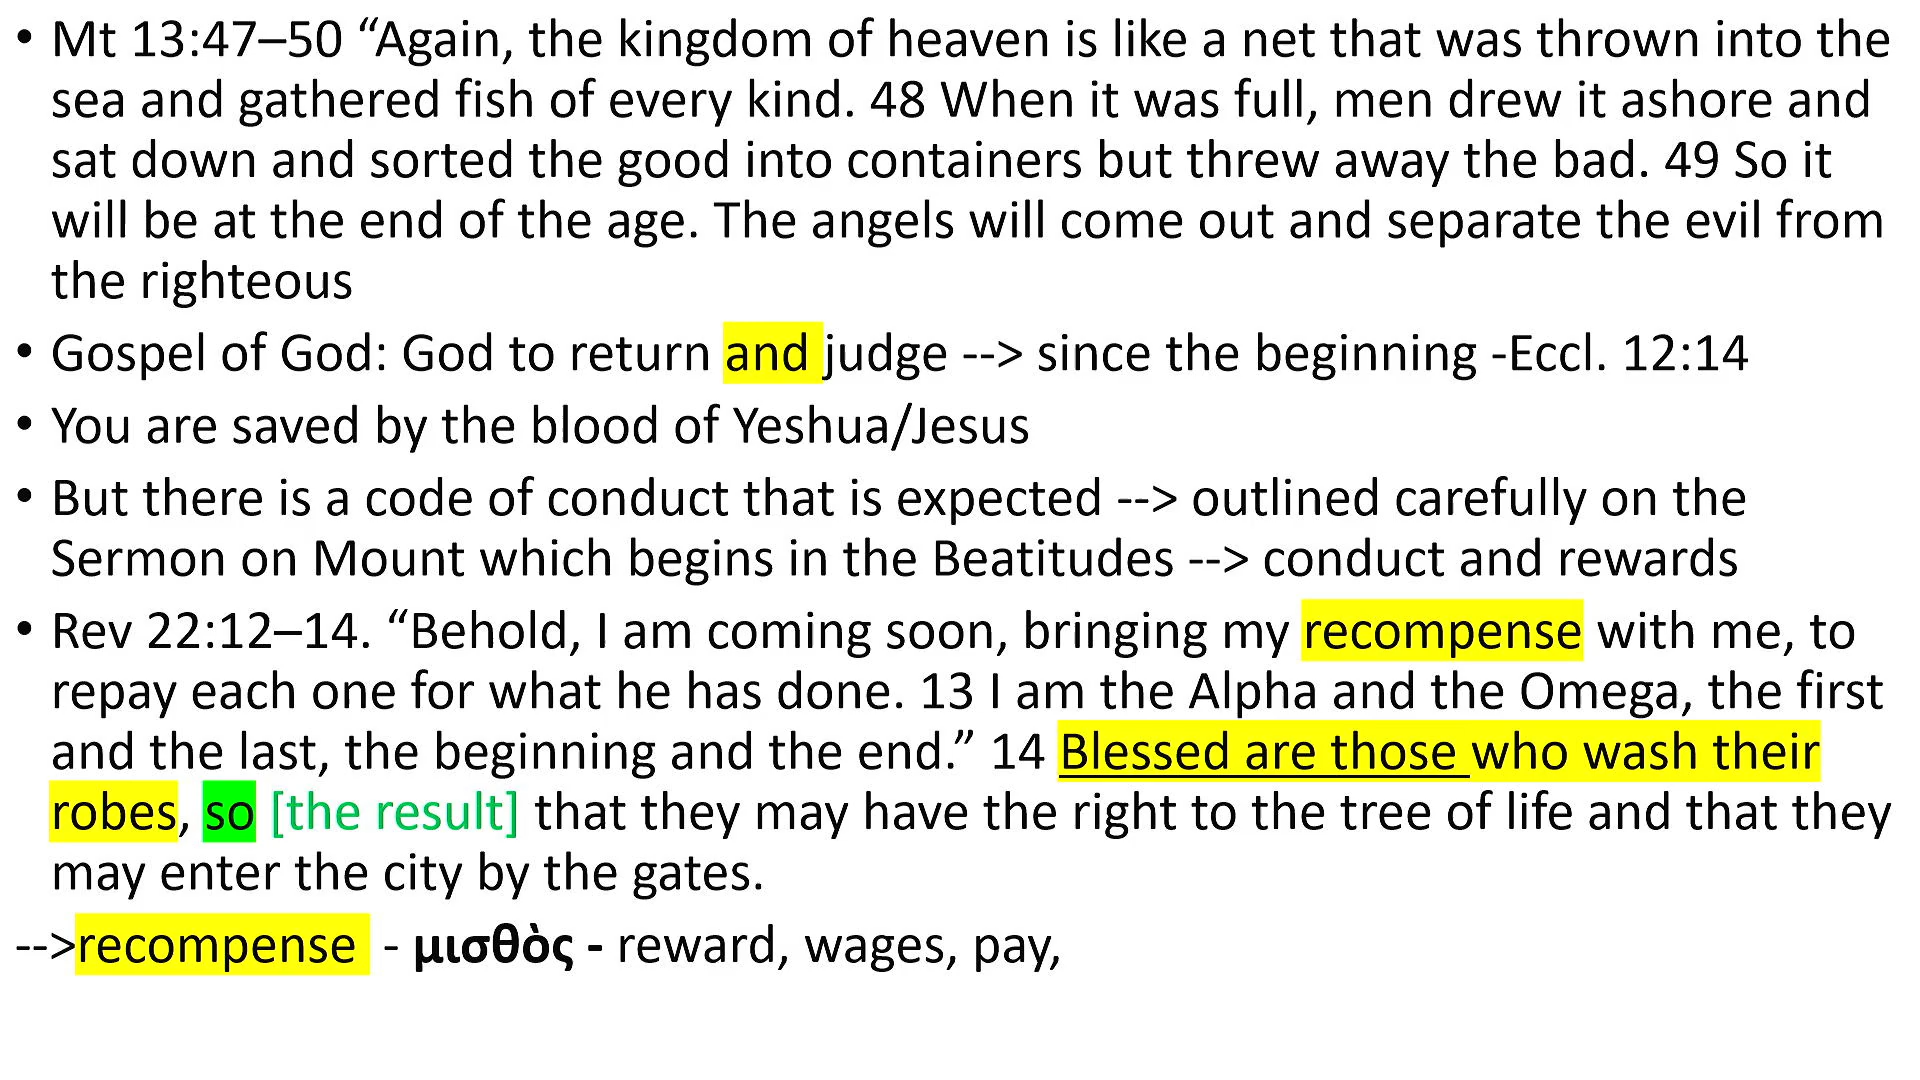 • Mt 13:47–50 “Again, the kingdom of heaven is like a net that was thrown into the
sea and gathered fish of every kind. 48 When it was full, men drew it ashore and
sat down and sorted the good into containers but threw away the bad. 49 So it
will be at the end of the age. The angels will come out and separate the evil from
the righteous
• Gospel of God: God to return and judge --> since the beginning -Eccl. 12:14
• You are saved by the blood of Yeshua/Jesus
• But there is a code of conduct that is expected --> outlined carefully on the
Sermon on Mount which begins in the Beatitudes --> conduct and rewards
• Rev 22:12–14. “Behold, I am coming soon, bringing my recompense with me, to
repay each one for what he has done. 13 I am the Alpha and the Omega, the first
and the last, the beginning and the end.” 14 Blessed are those who wash their
robes, so [the result] that they may have the right to the tree of life and that they
may enter the city by the gates.
-->recompense - μισθὸς - reward, wages, pay,